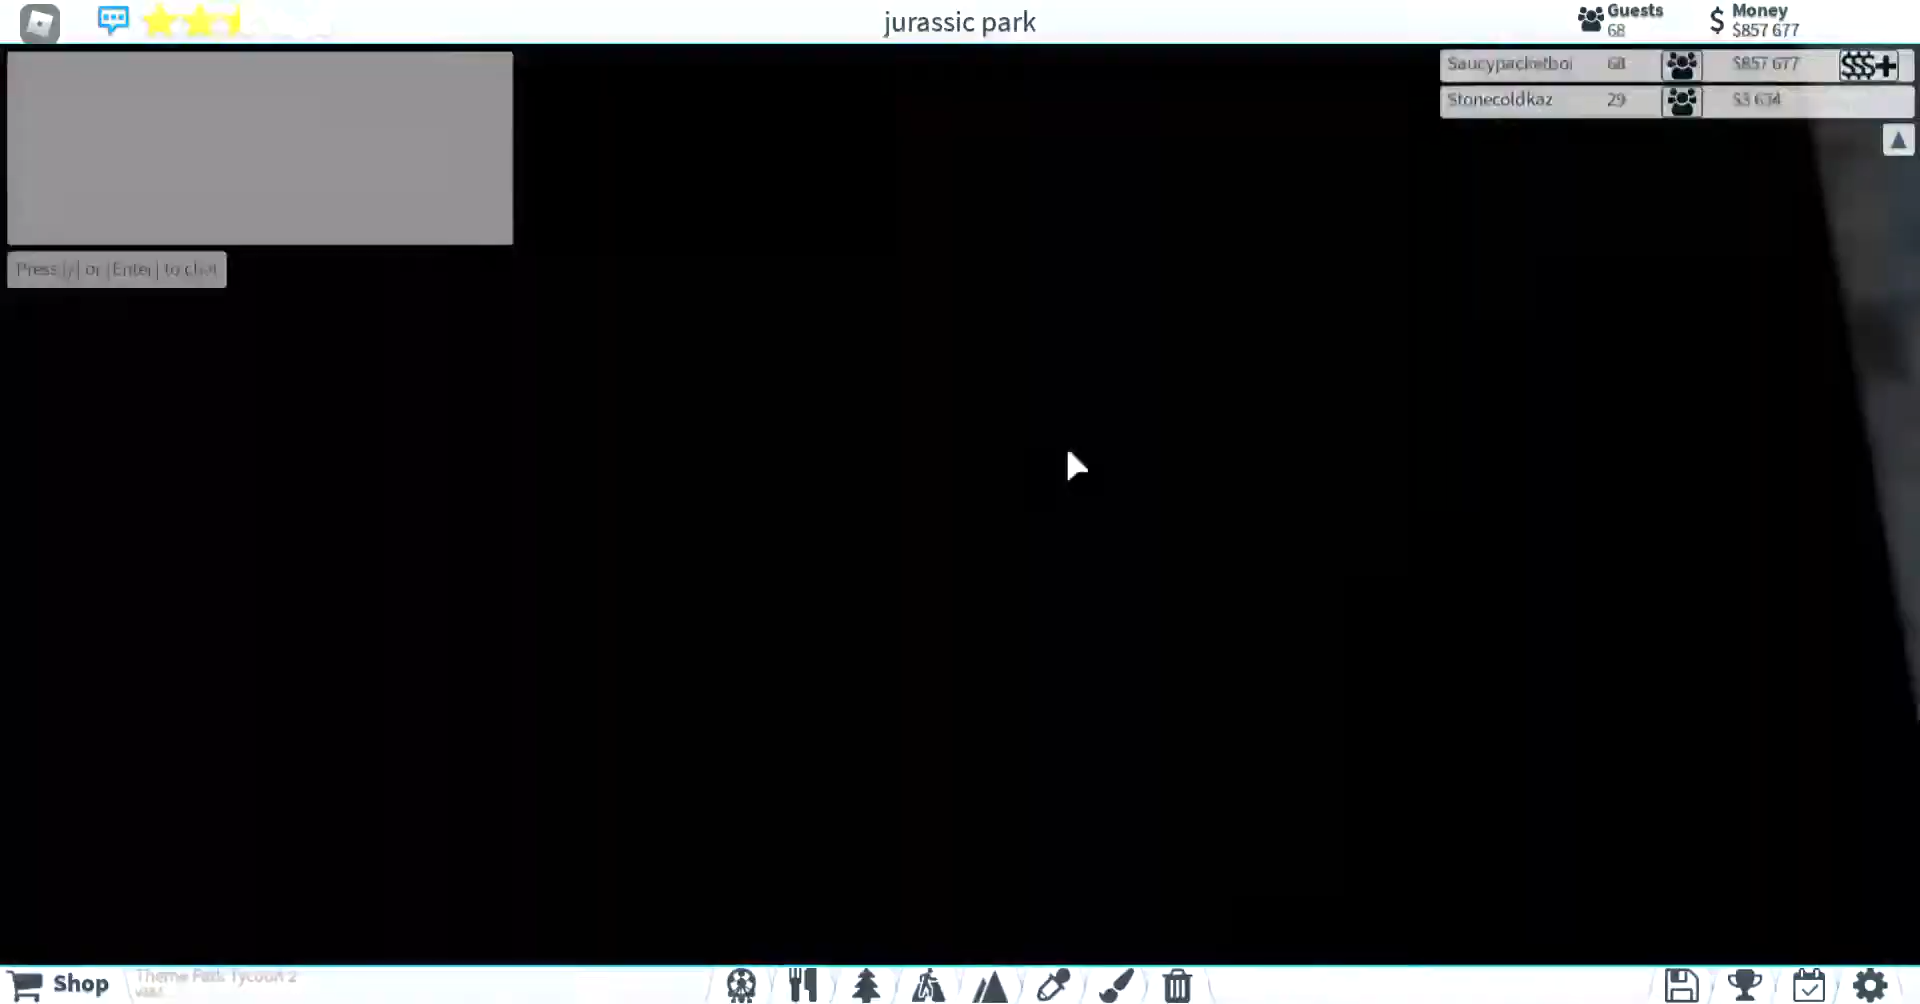 jurassic park
Guests
68
Money
$857 677
Saucypacketboi 68 $857 677 $$$+
Stonecoldkaz 29 $3 634
Press [/] or [Enter] to chat
Shop
Theme Park Tycoon 2